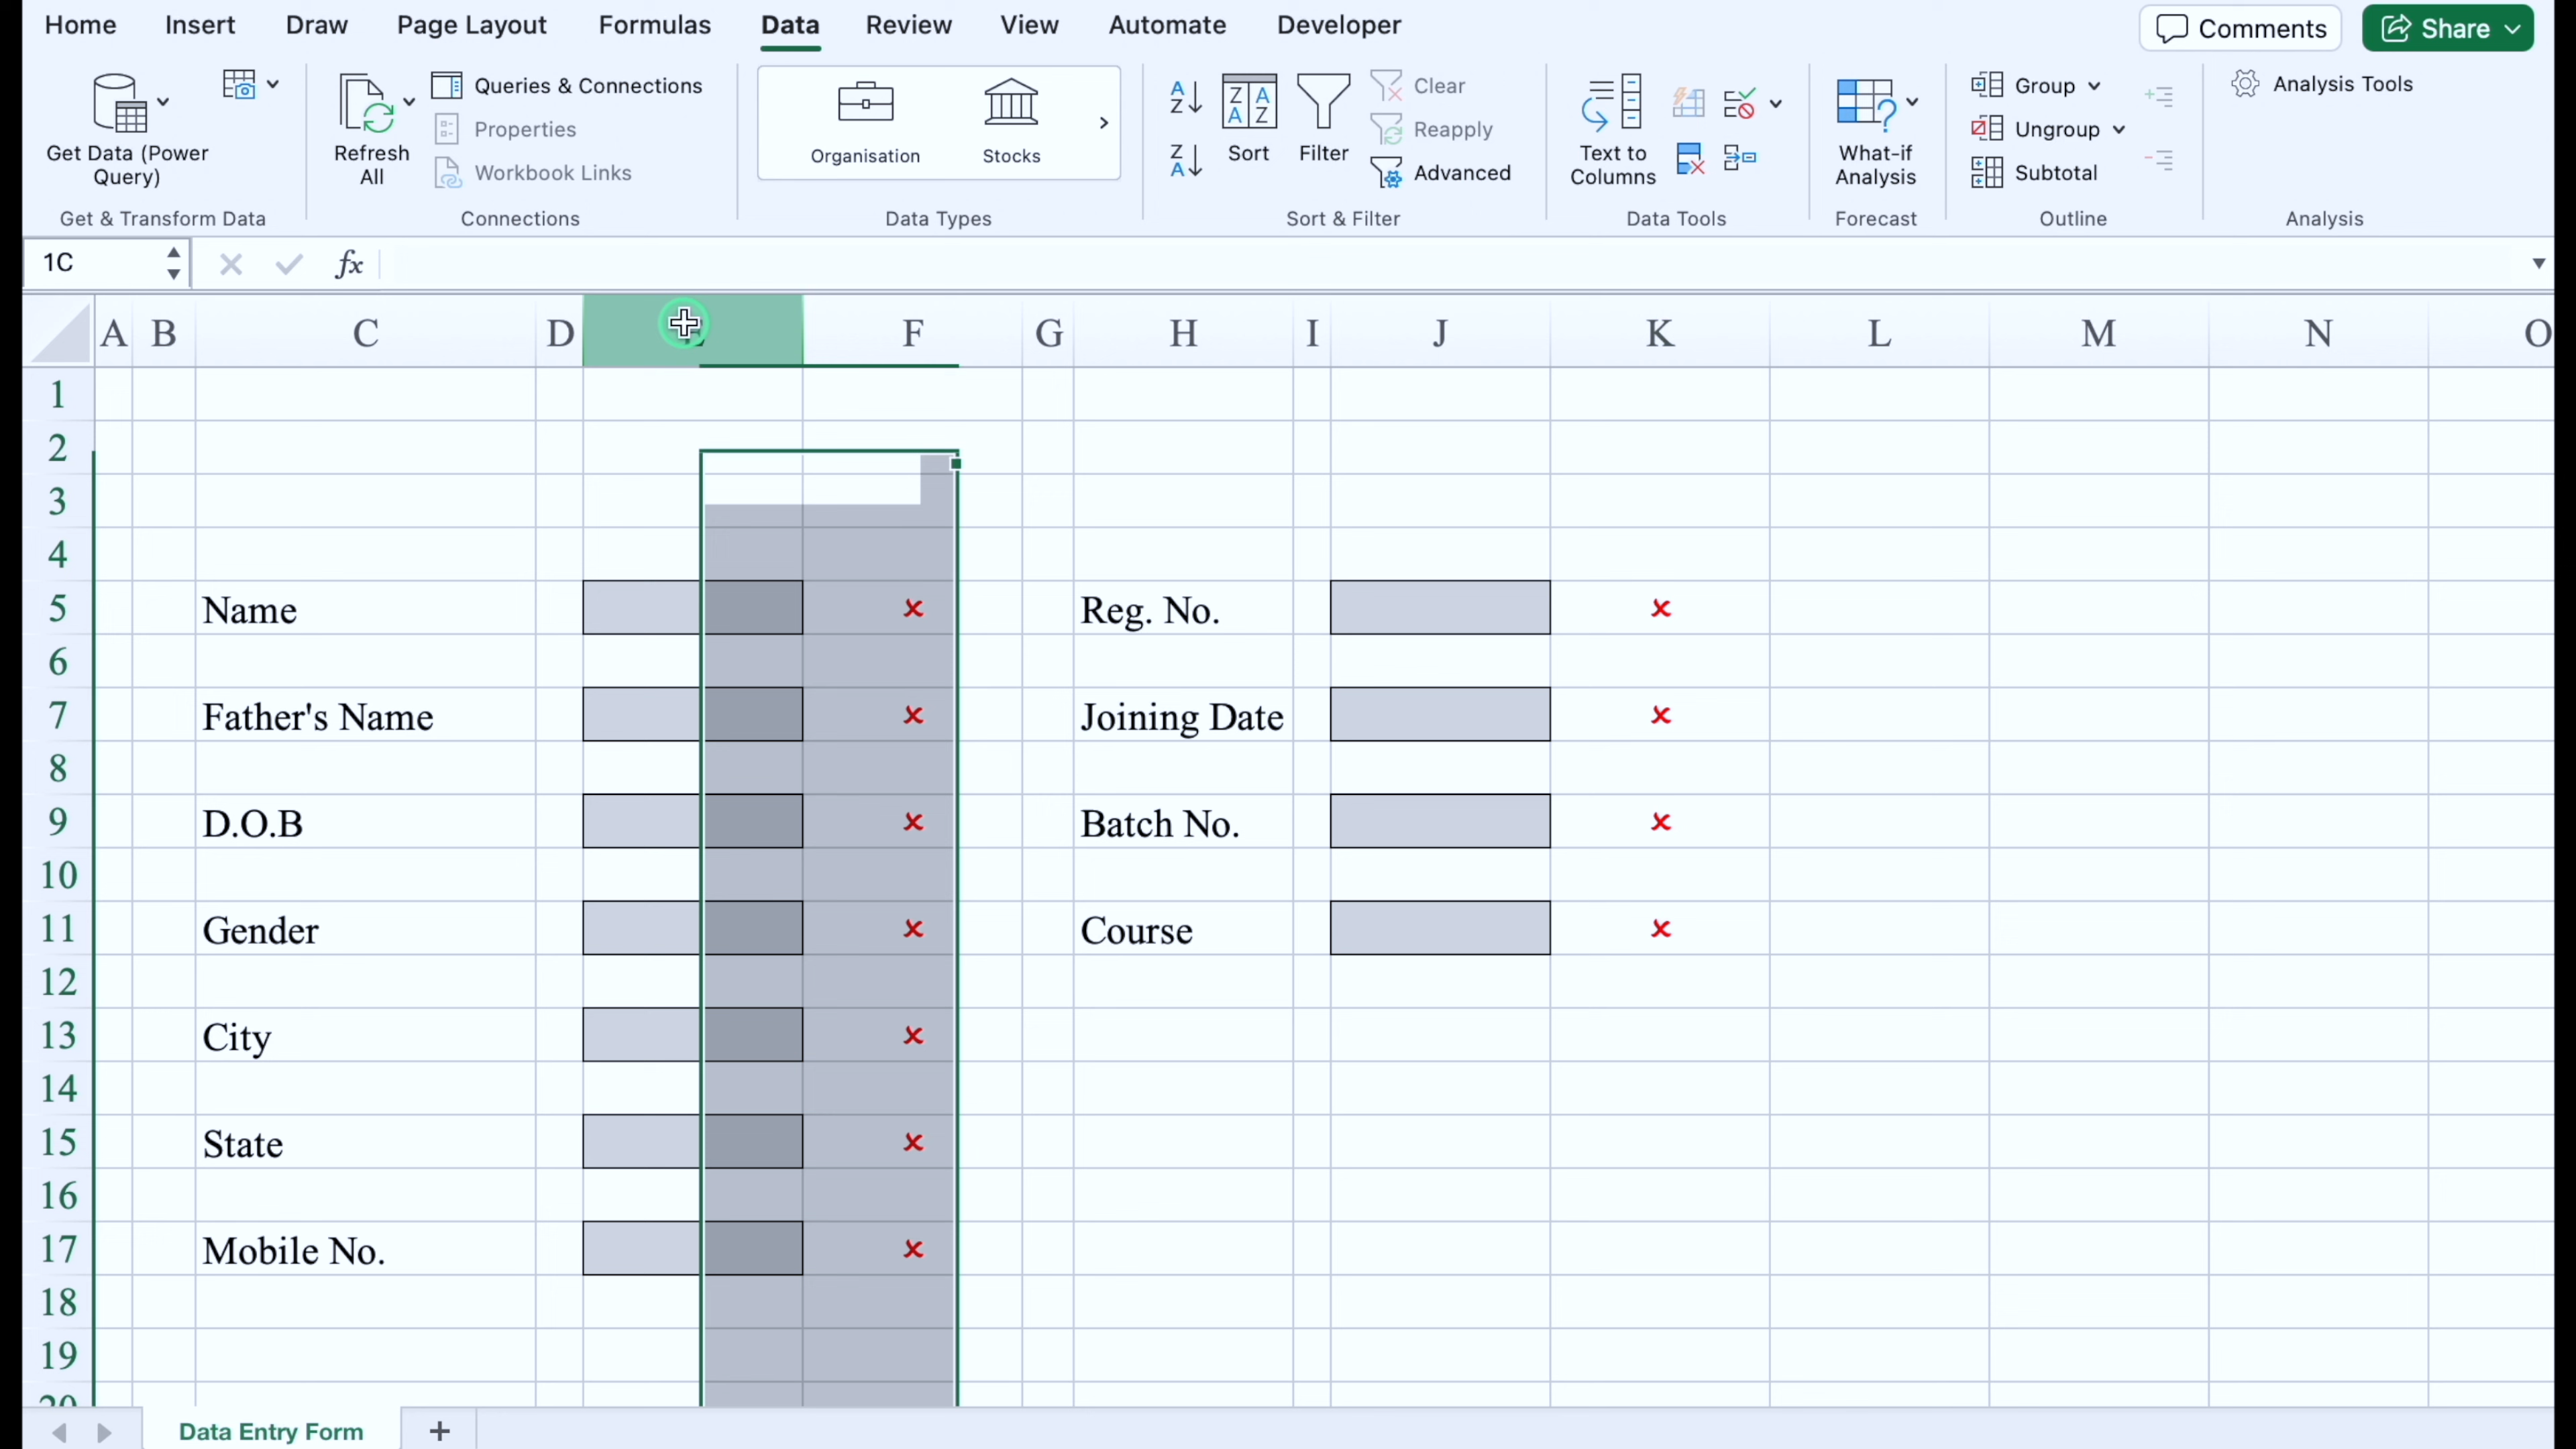 Home Insert Draw Page Layout Formulas Data Review View Automate Developer Comments Share
Get Data (Power Query)
Refresh All
Queries & Connections
Properties
Workbook Links
Organisation
Stocks
Sort
Filter
Clear
Reapply
Advanced
Text to Columns
What-if Analysis
Group
Ungroup
Subtotal
Analysis Tools
Get & Transform Data Connections Data Types Sort & Filter Data Tools Forecast Outline Analysis
1C fx
A B C D F G H I J K L M N O
1
2
3
4
5 Name ✗ Reg. No. ✗
6
7 Father's Name ✗ Joining Date ✗
8
9 D.O.B ✗ Batch No. ✗
10
11 Gender ✗ Course ✗
12
13 City ✗
14
15 State ✗
16
17 Mobile No. ✗
18
19
20
Data Entry Form +